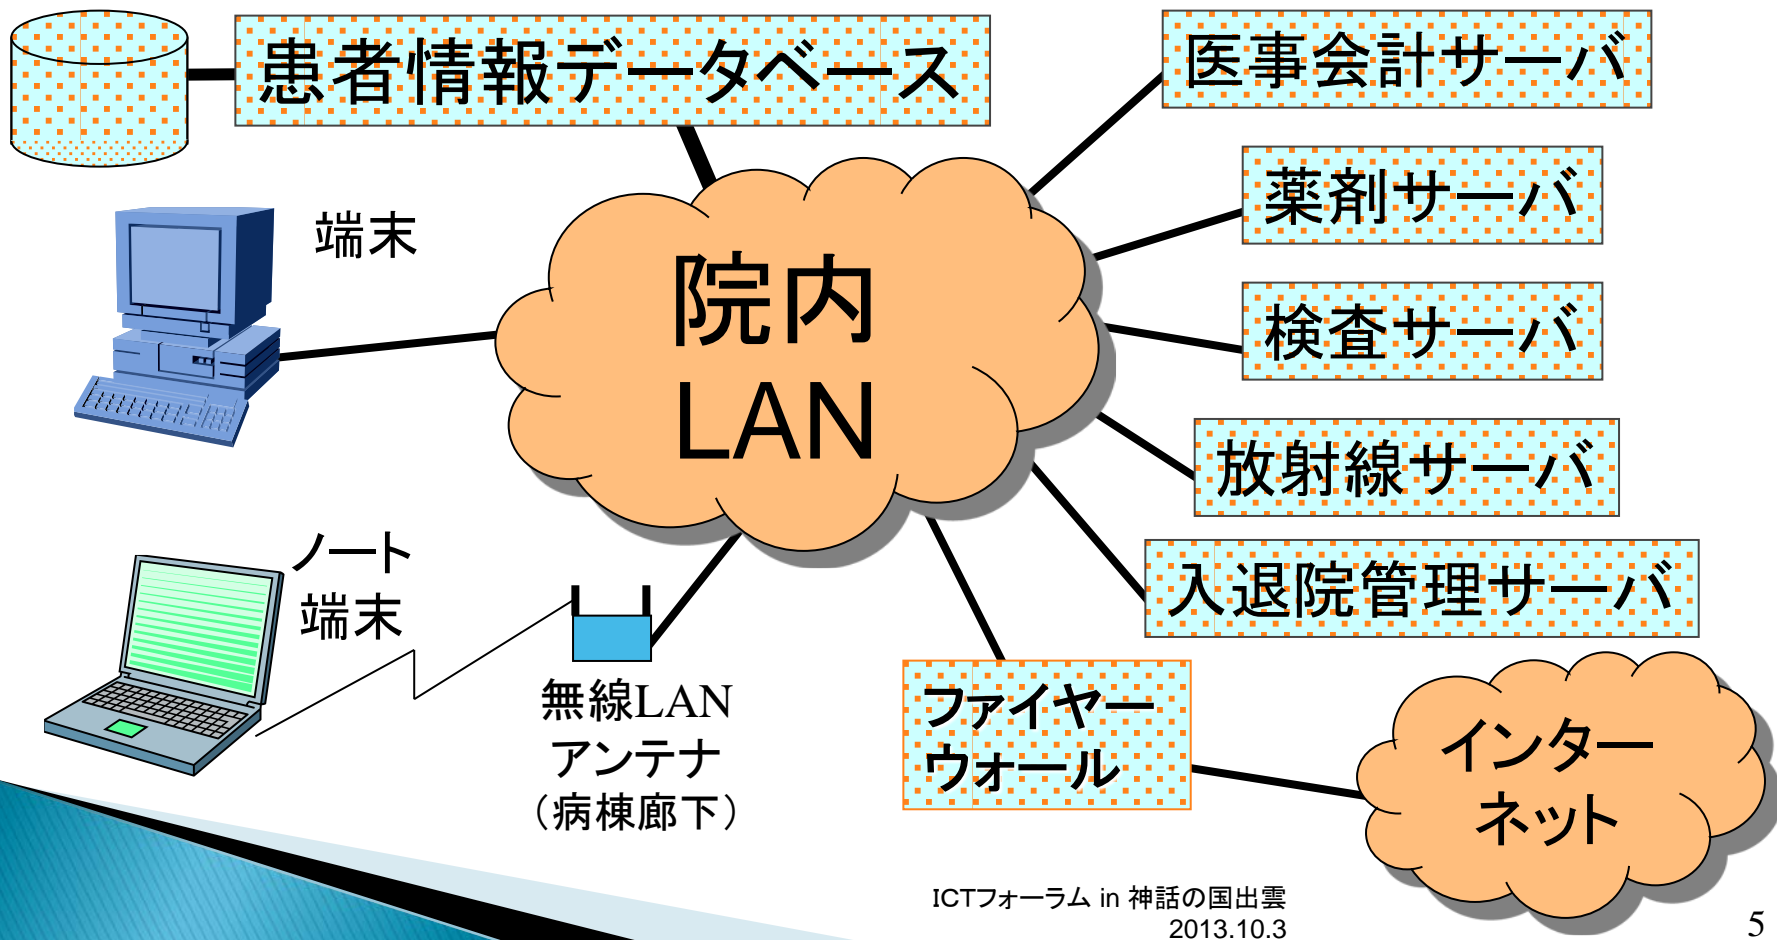 患者情報データベース
医事会計サーバ
薬剤サーバ
端末
院内
LAN
検査サーバ
放射線サーバ
ノート
端末
入退院管理サーバ
無線LAN
アンテナ
（病棟廊下）
ファイヤー
ウォール
インター
ネット
ICTフォーラム in 神話の国出雲
2013.10.3
5